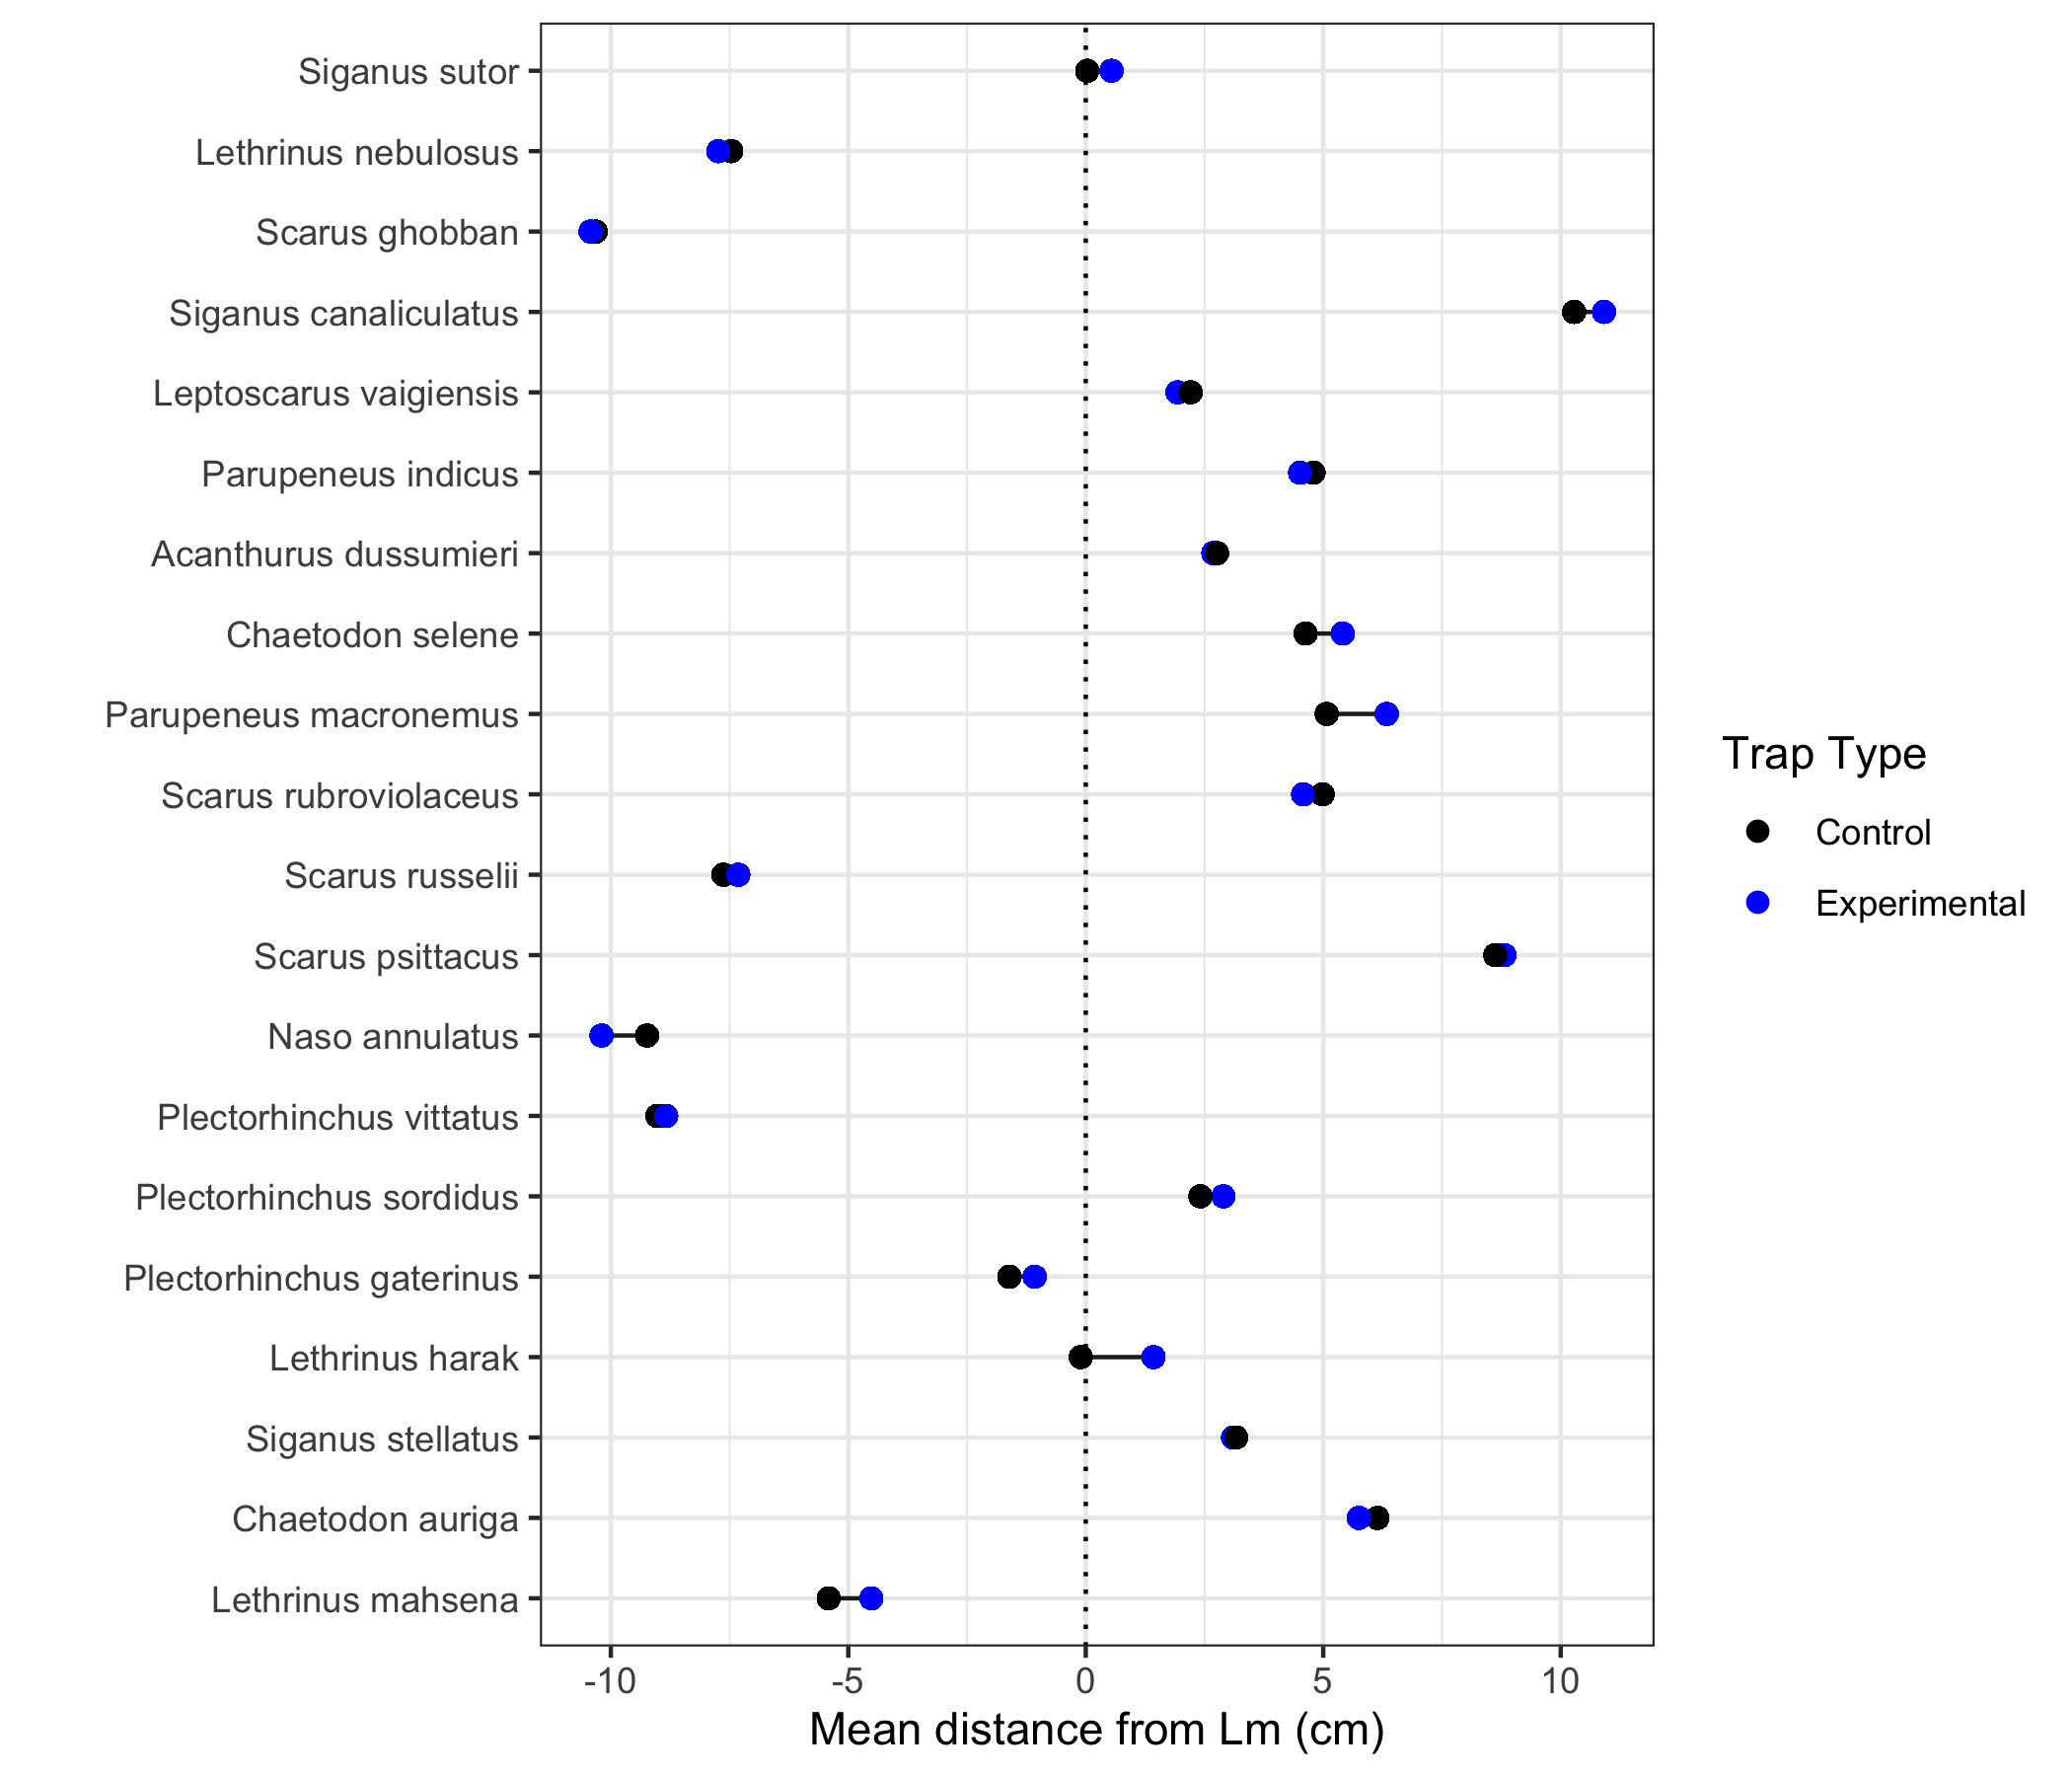 Siganus sutor
Lethrinus nebulosus
Scarus ghobban
Siganus canaliculatus
Leptoscarus vaigiensis
Parupeneus indicus
Acanthurus dussumieri
Chaetodon selene
Parupeneus macronemus
Scarus rubroviolaceus
Scarus russelii
Scarus psittacus
Naso annulatus
Plectorhinchus vittatus
Plectorhinchus sordidus
Plectorhinchus gaterinus
Lethrinus harak
Siganus stellatus
Chaetodon auriga
Lethrinus mahsena
-10 -5 0 5 10
Mean distance from Lm (cm)
Trap Type
Control
Experimental